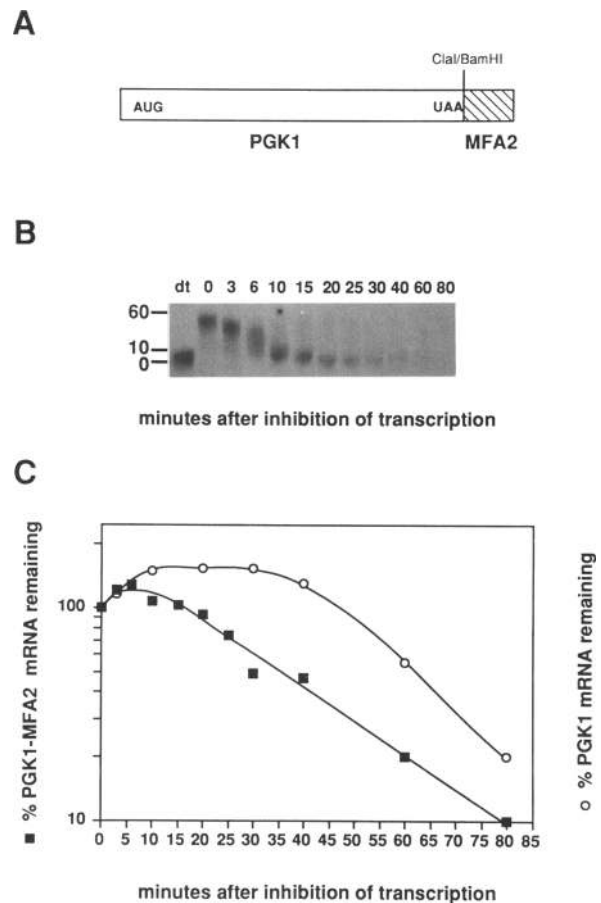 A
ClaI/BamHI
AUG UAA
PGK1 MFA2
B
dt 0 3 6 10 15 20 25 30 40 60 80
60
10
0
minutes after inhibition of transcription
C
% PGK1-MFA2 mRNA remaining
100
10
0 5 10 15 20 25 30 35 40 45 50 55 60 65 70 75 80 85
minutes after inhibition of transcription
% PGK1 mRNA remaining